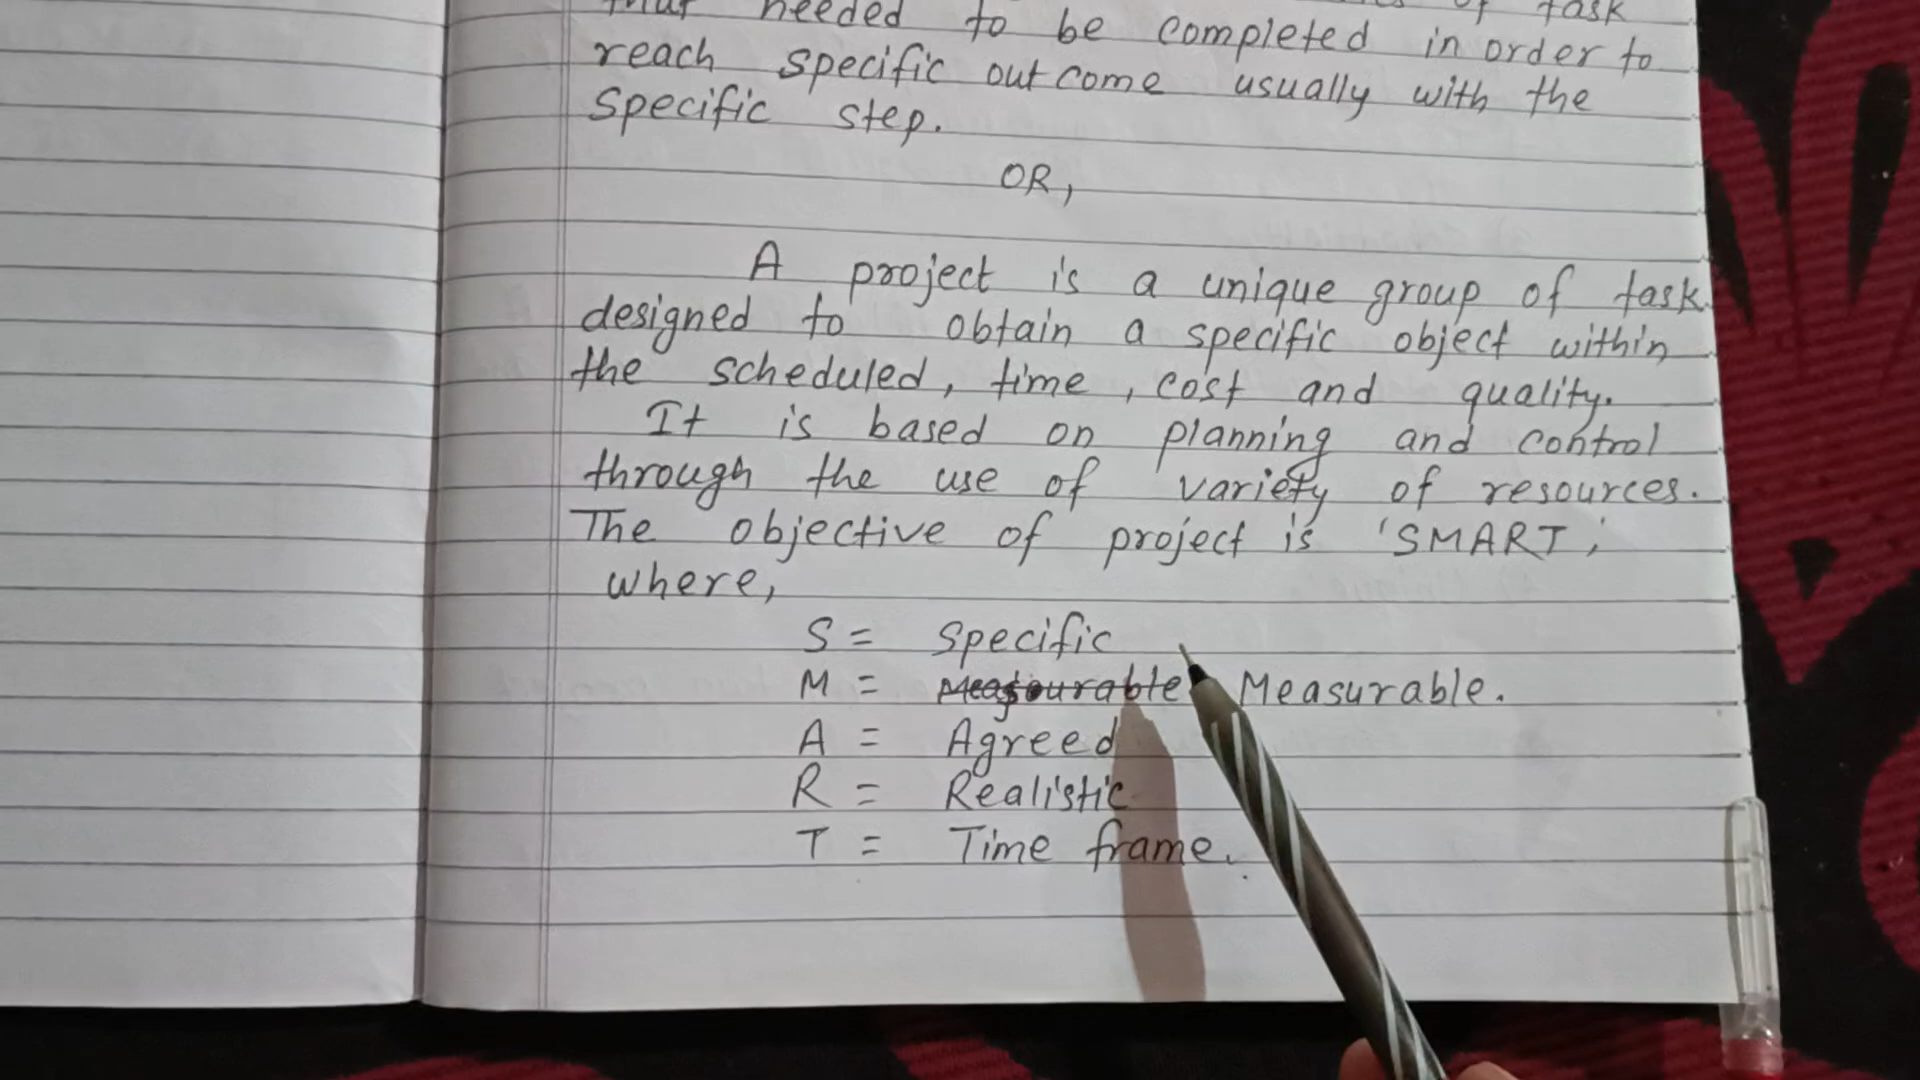 that needed to be completed in order to
reach specific outcome usually with the
specific step.
OR,
A project is a unique group of task
designed to obtain a specific object within
the scheduled, time, cost and quality.
It is based on planning and control
through the use of variety of resources.
The objective of project is 'SMART'
where,
S = Specific
M = Measourable Measurable.
A = Agreed
R = Realistic
T = Time frame.